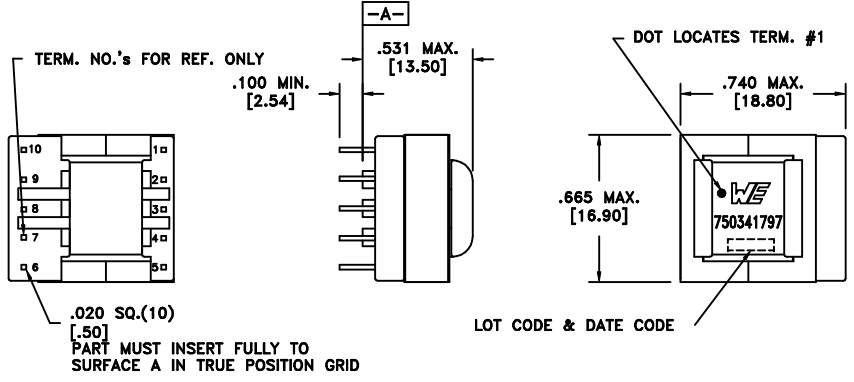 -A-
TERM. NO.'s FOR REF. ONLY
.100 MIN.
[2.54]
.531 MAX.
[13.50]
DOT LOCATES TERM. #1
.740 MAX.
[18.80]
10
9
8
7
6
1
2
3
4
5
.665 MAX.
[16.90]
WE
750341797
.020 SQ.(10)
[.50]
PART MUST INSERT FULLY TO
SURFACE A IN TRUE POSITION GRID
LOT CODE & DATE CODE